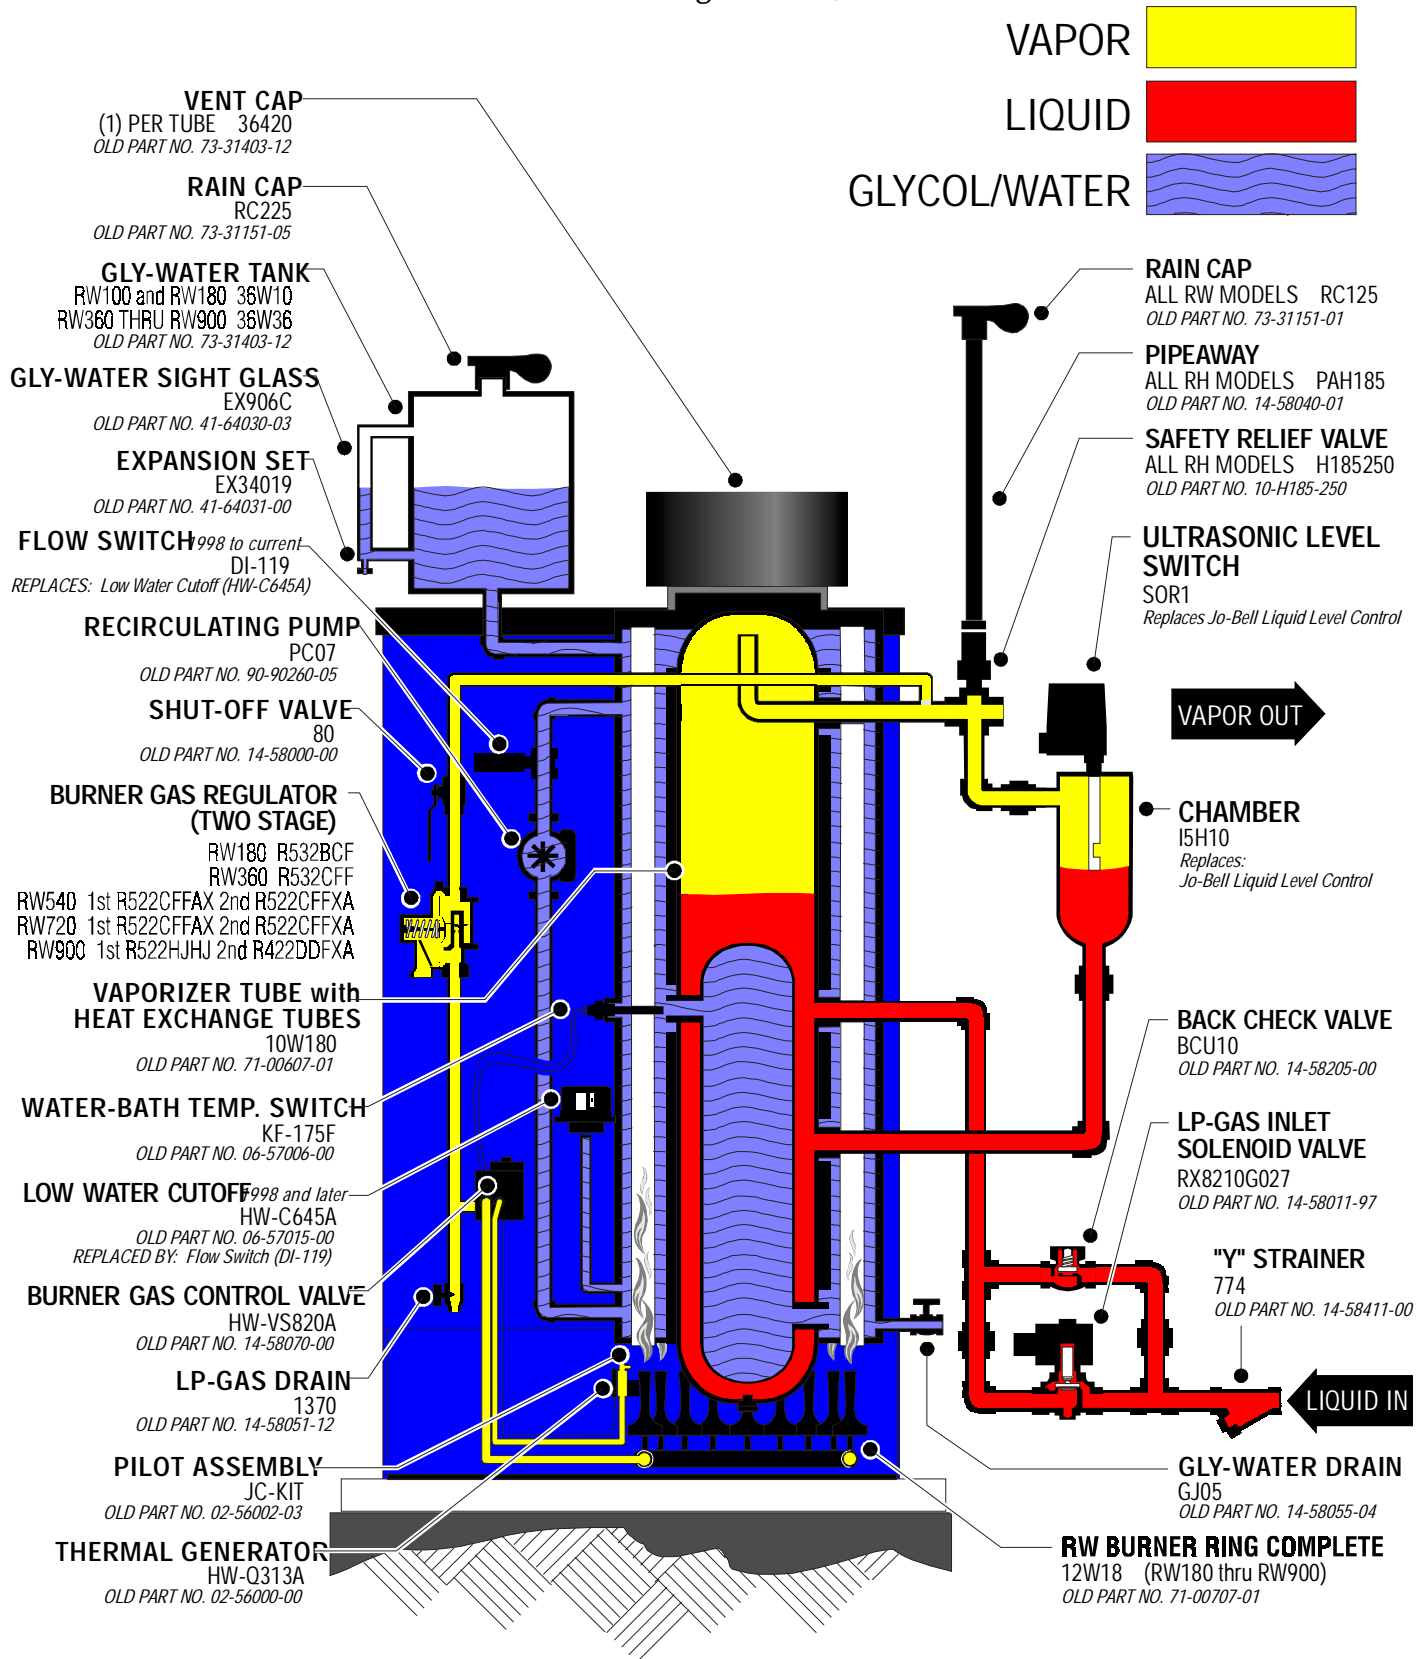 VAPOR
LIQUID
GLYCOL/WATER
VENT CAP
(1) PER TUBE 36420
OLD PART NO. 73-31403-12
RAIN CAP
RC225
OLD PART NO. 73-31151-05
GLY-WATER TANK
RW100 and RW180 36W10
RW360 THRU RW900 36W36
OLD PART NO. 73-31403-12
GLY-WATER SIGHT GLASS
EX906C
OLD PART NO. 41-64030-03
EXPANSION SET
EX34019
OLD PART NO. 41-64031-00
FLOW SWITCH 1998 to current
DI-119
REPLACES: Low Water Cutoff (HW-C645A)
RECIRCULATING PUMP
PC07
OLD PART NO. 90-90260-05
SHUT-OFF VALVE
80
OLD PART NO. 14-58000-00
BURNER GAS REGULATOR
(TWO STAGE)
RW180 R532BCF
RW360 R532CFF
RW540 1st R522CFFAX 2nd R522CFFXA
RW720 1st R522CFFAX 2nd R522CFFXA
RW900 1st R522HJHJ 2nd R422DDFXA
VAPORIZER TUBE with
HEAT EXCHANGE TUBES
10W180
OLD PART NO. 71-00607-01
WATER-BATH TEMP. SWITCH
KF-175F
OLD PART NO. 06-57006-00
LOW WATER CUTOFF 1998 and later
HW-C645A
OLD PART NO. 06-57015-00
REPLACED BY: Flow Switch (DI-119)
BURNER GAS CONTROL VALVE
HW-VS820A
OLD PART NO. 14-58070-00
LP-GAS DRAIN
1370
OLD PART NO. 14-58051-12
PILOT ASSEMBLY
JC-KIT
OLD PART NO. 02-56002-03
THERMAL GENERATOR
HW-Q313A
OLD PART NO. 02-56000-00
RAIN CAP
ALL RW MODELS RC125
OLD PART NO. 73-31151-01
PIPEAWAY
ALL RH MODELS PAH185
OLD PART NO. 14-58040-01
SAFETY RELIEF VALVE
ALL RH MODELS H185250
OLD PART NO. 10-H185-250
ULTRASONIC LEVEL
SWITCH
SOR1
Replaces Jo-Bell Liquid Level Control
VAPOR OUT
CHAMBER
I5H10
Replaces:
Jo-Bell Liquid Level Control
BACK CHECK VALVE
BCU10
OLD PART NO. 14-58205-00
LP-GAS INLET
SOLENOID VALVE
RX8210G027
OLD PART NO. 14-58011-97
"Y" STRAINER
774
OLD PART NO. 14-58411-00
LIQUID IN
GLY-WATER DRAIN
GJ05
OLD PART NO. 14-58055-04
RW BURNER RING COMPLETE
12W18 (RW180 thru RW900)
OLD PART NO. 71-00707-01